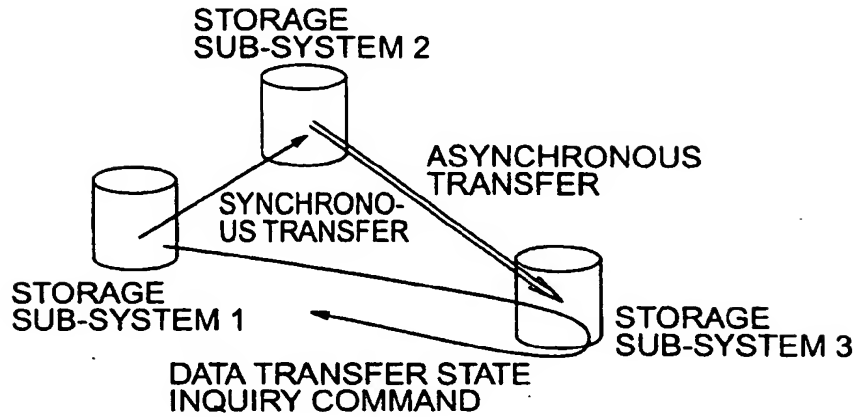 STORAGE
SUB-SYSTEM 2
ASYNCHRONOUS
TRANSFER
SYNCHRONO-
US TRANSFER
STORAGE
SUB-SYSTEM 1
STORAGE
SUB-SYSTEM 3
DATA TRANSFER STATE
INQUIRY COMMAND